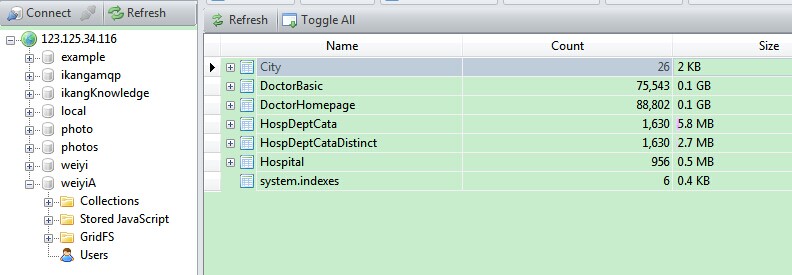 Connect Refresh
123.125.34.116
example
ikangamqp
ikangKnowledge
local
photo
photos
weiyi
weiyiA
Collections
Stored JavaScript
GridFS
Users
Refresh Toggle All
Name Count Size
City 26 2 KB
DoctorBasic 75,543 0.1 GB
DoctorHomepage 88,802 0.1 GB
HospDeptCata 1,630 5.8 MB
HospDeptCataDistinct 1,630 2.7 MB
Hospital 956 0.5 MB
system.indexes 6 0.4 KB